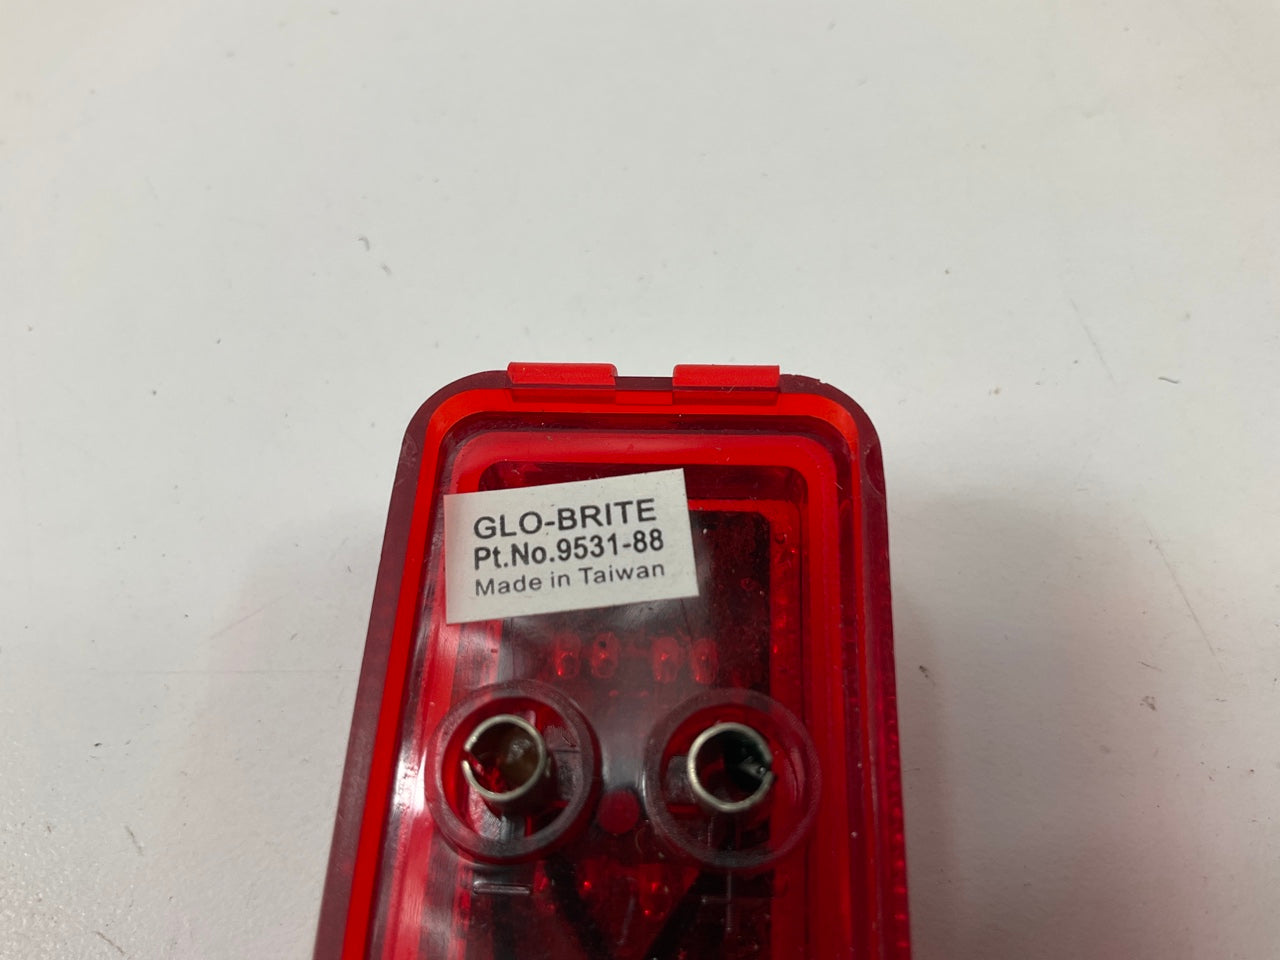 GLO-BRITE
Pt.No.9531-88
Made in Taiwan